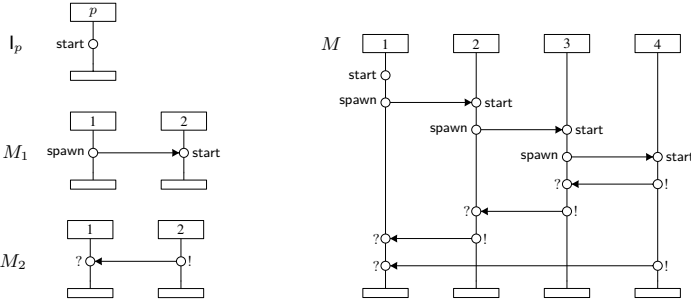 p
I_p
start
1 2
M_1
spawn start
1 2
M_2
? !
M 1 2 3 4
start
spawn start
spawn start
spawn start
? !
? !
? !
? !